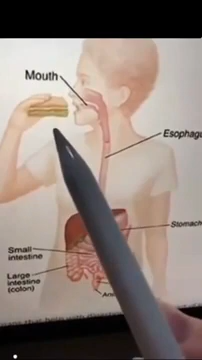 Mouth
Esophagu
Stomach
Small
intestine
Large
intestine
(colon)